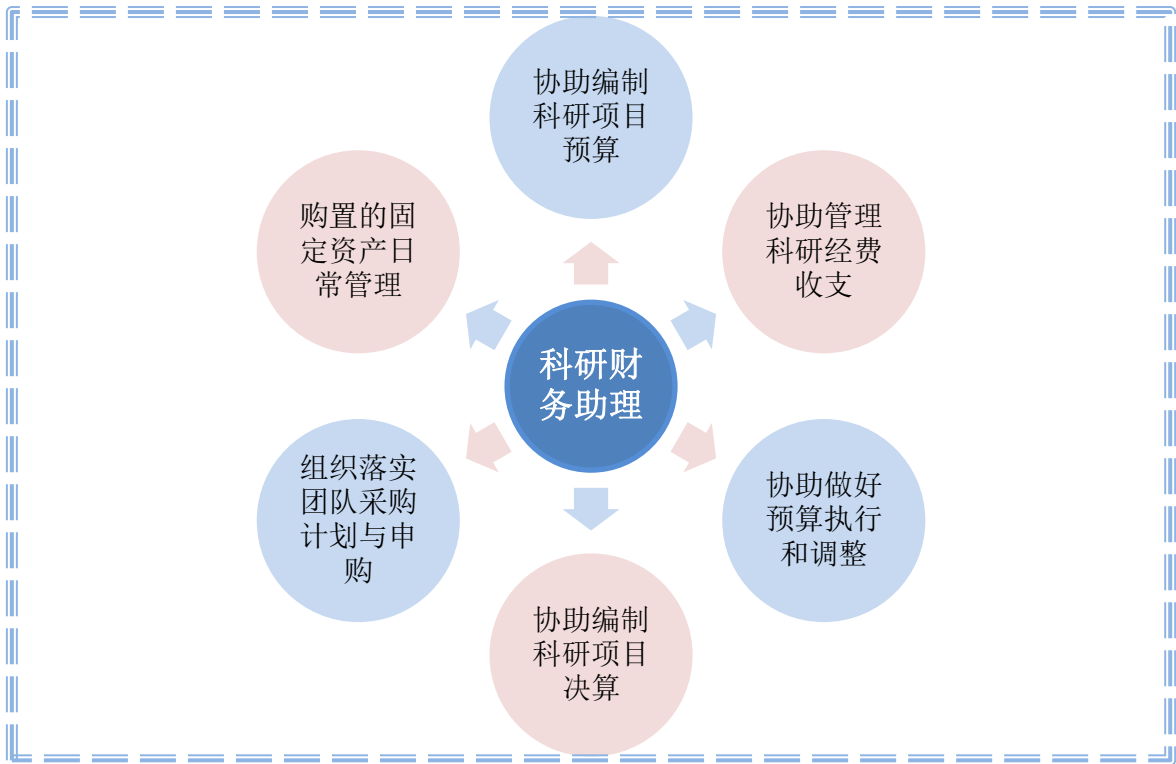 协助编制
科研项目
预算
购置的固
定资产日
常管理
协助管理
科研经费
收支
科研财
务助理
组织落实
团队采购
计划与申
购
协助做好
预算执行
和调整
协助编制
科研项目
决算